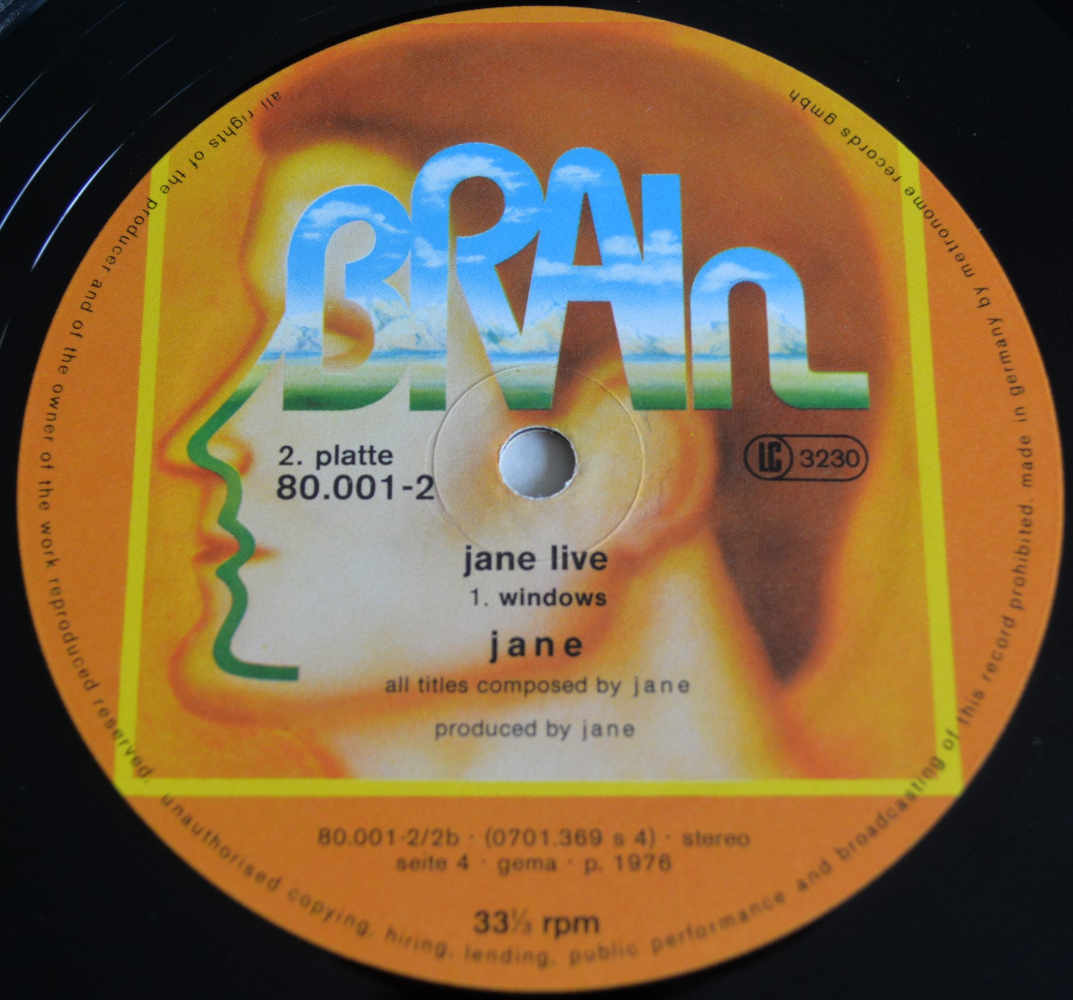 BRAIn
2. platte
80.001-2
LC 3230
jane live
1. windows
jane
all titles composed by jane
produced by jane
80.001-2/2b · (0701.369 s 4) · stereo
seite 4 · gema · p. 1976
33⅓ rpm
all rights of the producer and of the owner of the work reproduced reserved. unauthorised copying, hiring, lending, public performance and broadcasting of this record prohibited. made in germany by metronome records gmbh